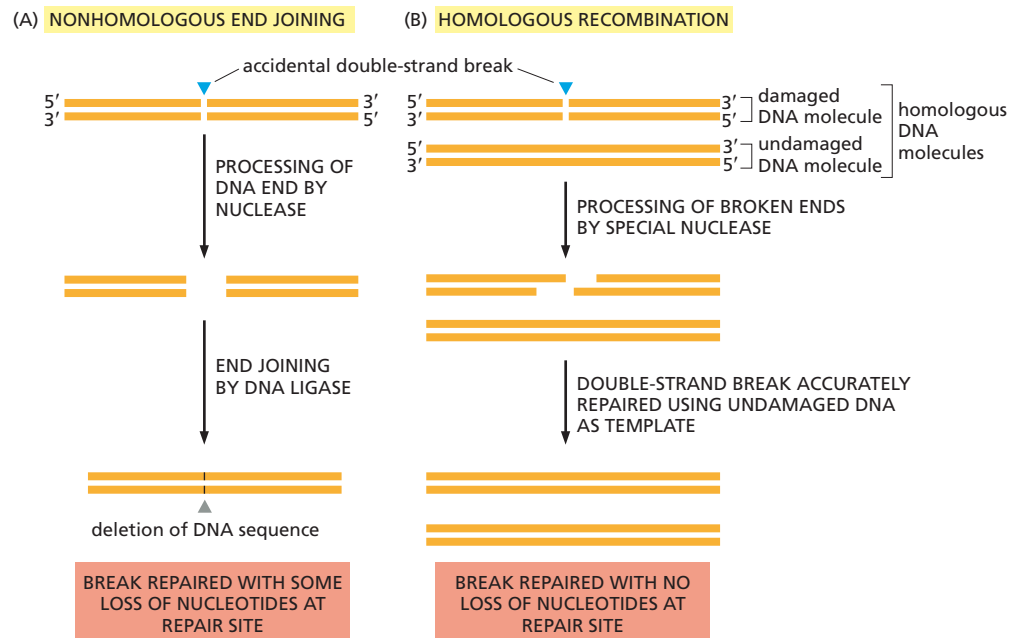 (A) NONHOMOLOGOUS END JOINING
(B) HOMOLOGOUS RECOMBINATION
accidental double-strand break
5′ 3′
3′ 5′
PROCESSING OF
DNA END BY
NUCLEASE
END JOINING
BY DNA LIGASE
deletion of DNA sequence
BREAK REPAIRED WITH SOME
LOSS OF NUCLEOTIDES AT
REPAIR SITE
5′ 3′
3′ 5′
damaged
DNA molecule
5′ 3′
3′ 5′
undamaged
DNA molecule
homologous
DNA
molecules
PROCESSING OF BROKEN ENDS
BY SPECIAL NUCLEASE
DOUBLE-STRAND BREAK ACCURATELY
REPAIRED USING UNDAMAGED DNA
AS TEMPLATE
BREAK REPAIRED WITH NO
LOSS OF NUCLEOTIDES AT
REPAIR SITE